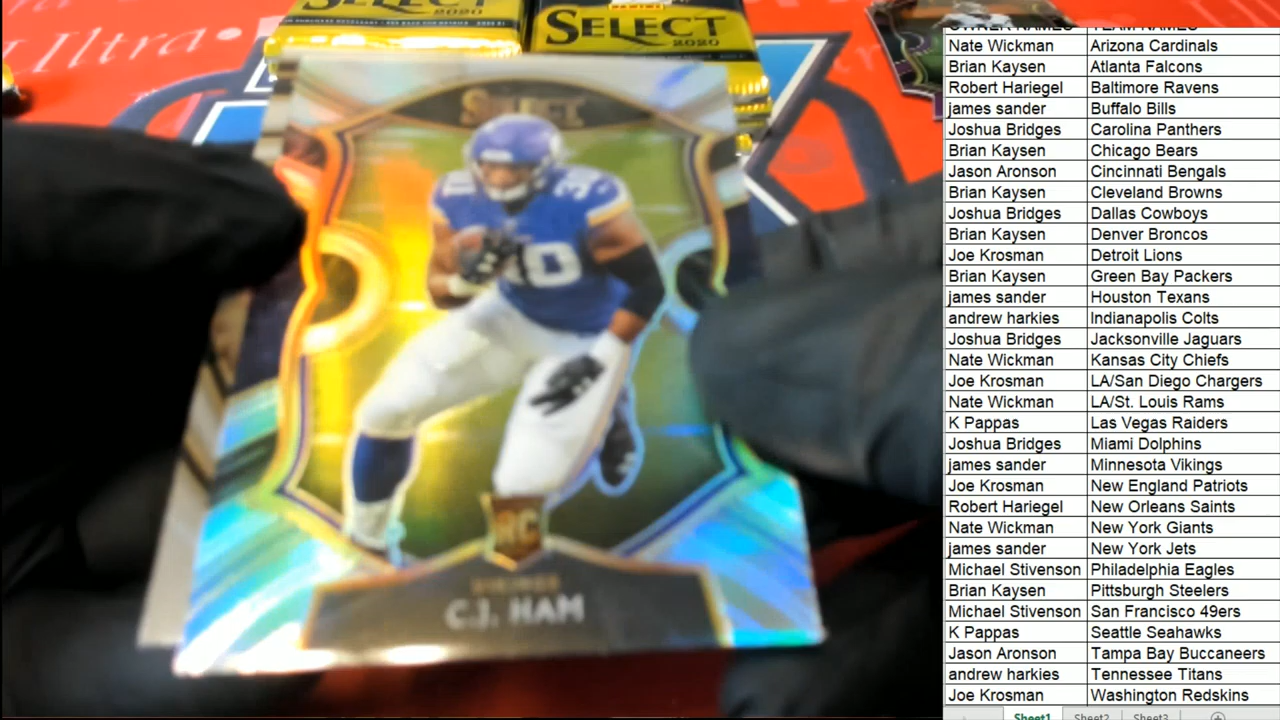 SELECT
2020
SELECT
2020
SELECT
30
C.J. HAM
OWNER NAMES TEAM NAMES
Nate Wickman Arizona Cardinals
Brian Kaysen Atlanta Falcons
Robert Hariegel Baltimore Ravens
james sander Buffalo Bills
Joshua Bridges Carolina Panthers
Brian Kaysen Chicago Bears
Jason Aronson Cincinnati Bengals
Brian Kaysen Cleveland Browns
Joshua Bridges Dallas Cowboys
Brian Kaysen Denver Broncos
Joe Krosman Detroit Lions
Brian Kaysen Green Bay Packers
james sander Houston Texans
andrew harkies Indianapolis Colts
Joshua Bridges Jacksonville Jaguars
Nate Wickman Kansas City Chiefs
Joe Krosman LA/San Diego Chargers
Nate Wickman LA/St. Louis Rams
K Pappas Las Vegas Raiders
Joshua Bridges Miami Dolphins
james sander Minnesota Vikings
Joe Krosman New England Patriots
Robert Hariegel New Orleans Saints
Nate Wickman New York Giants
james sander New York Jets
Michael Stivenson Philadelphia Eagles
Brian Kaysen Pittsburgh Steelers
Michael Stivenson San Francisco 49ers
K Pappas Seattle Seahawks
Jason Aronson Tampa Bay Buccaneers
andrew harkies Tennessee Titans
Joe Krosman Washington Redskins
Sheet1 Sheet2 Sheet3